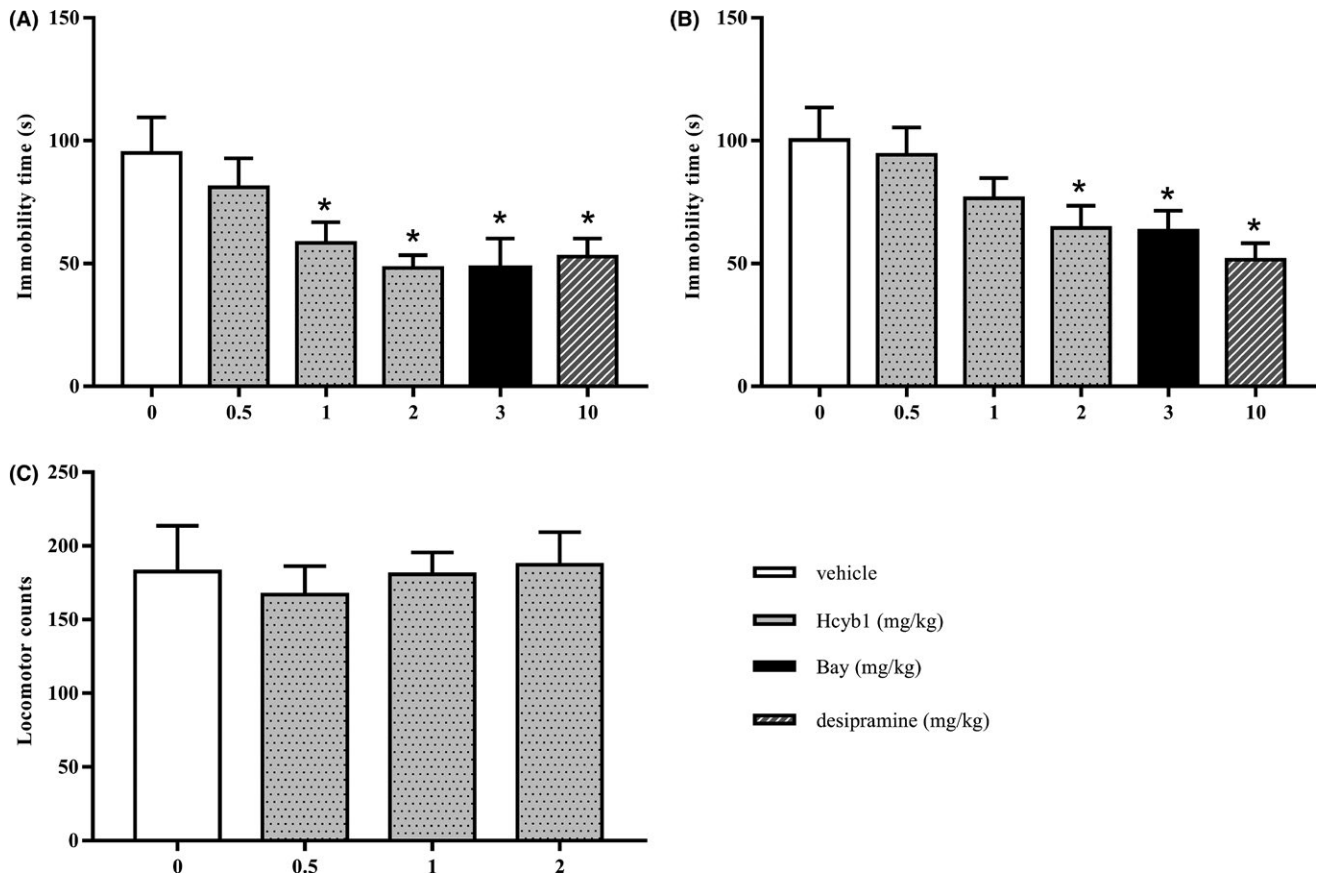 (A)
150
100
50
0
Immobility time (s)
* * * *
0 0.5 1 2 3 10
(B)
150
100
50
0
Immobility time (s)
* * *
0 0.5 1 2 3 10
(C)
250
200
150
100
50
0
Locomotor counts
0 0.5 1 2
vehicle
Hcyb1 (mg/kg)
Bay (mg/kg)
desipramine (mg/kg)